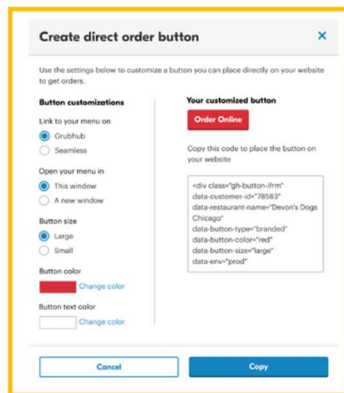 Create direct order button
Use the settings below to customize a button you can place directly on your website
to get orders.
Button customizations
Link to your menu on
Grubhub
Seamless
Open your menu in
This window
A new window
Button size
Large
Small
Button color
Change color
Button text color
Change color
Your customized button
Order Online
Copy this code to place the button on
your website
<div class="gh-button-ifrm"
data-customer-id="78583"
data-restaurant-name="Devon's Dogs
Chicago"
data-button-type="branded"
data-button-color="red"
data-button-size="large"
data-env="prod"
Cancel
Copy